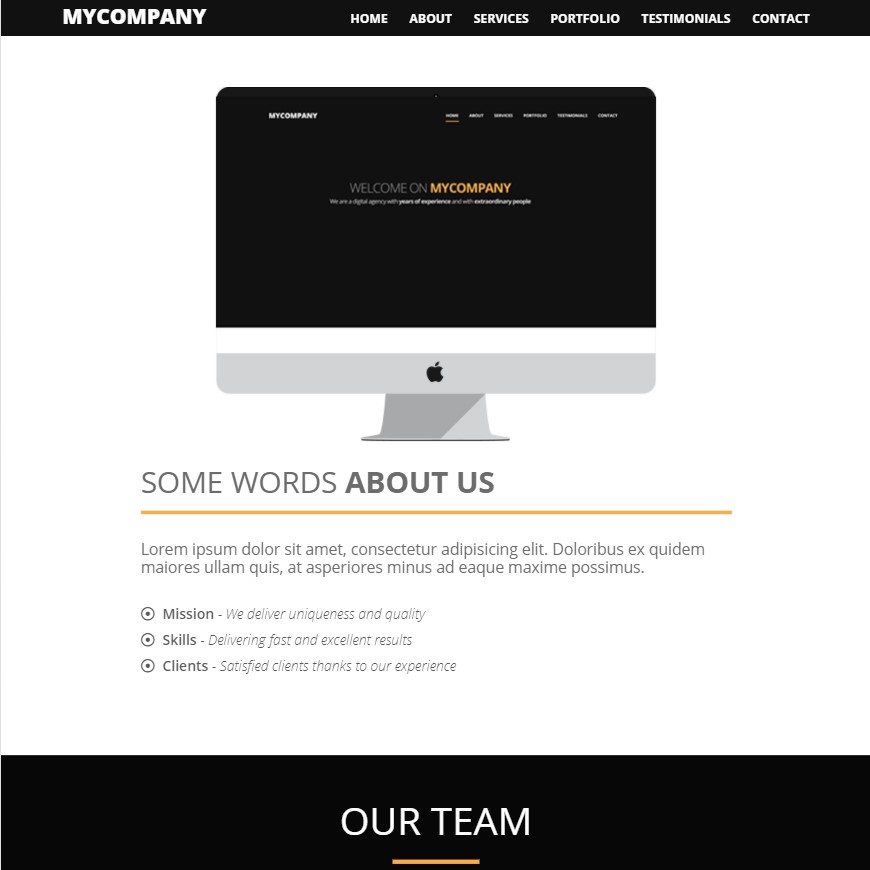 MYCOMPANY HOME ABOUT SERVICES PORTFOLIO TESTIMONIALS CONTACT
MYCOMPANY HOME ABOUT SERVICES PORTFOLIO TESTIMONIALS CONTACT
WELCOME ON MYCOMPANY
We are a digital agency with years of experience and with extraordinary people
SOME WORDS ABOUT US
Lorem ipsum dolor sit amet, consectetur adipisicing elit. Doloribus ex quidem
maiores ullam quis, at asperiores minus ad eaque maxime possimus.
Mission - We deliver uniqueness and quality
Skills - Delivering fast and excellent results
Clients - Satisfied clients thanks to our experience
OUR TEAM